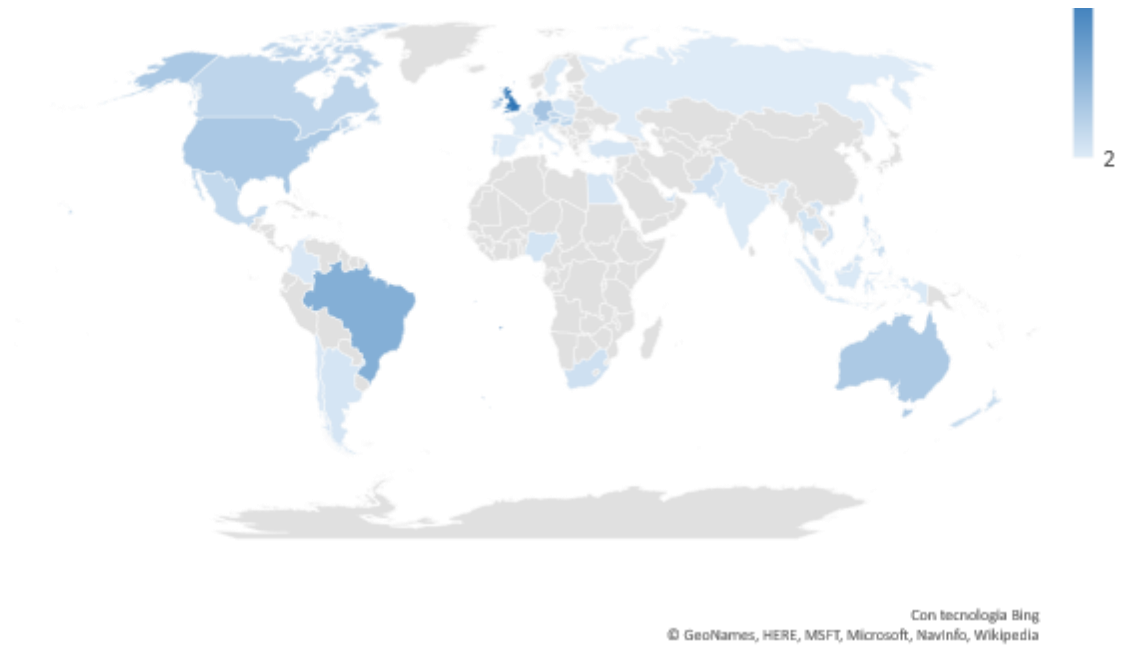 2
Con tecnología Bing
© GeoNames, HERE, MSFT, Microsoft, NavInfo, Wikipedia